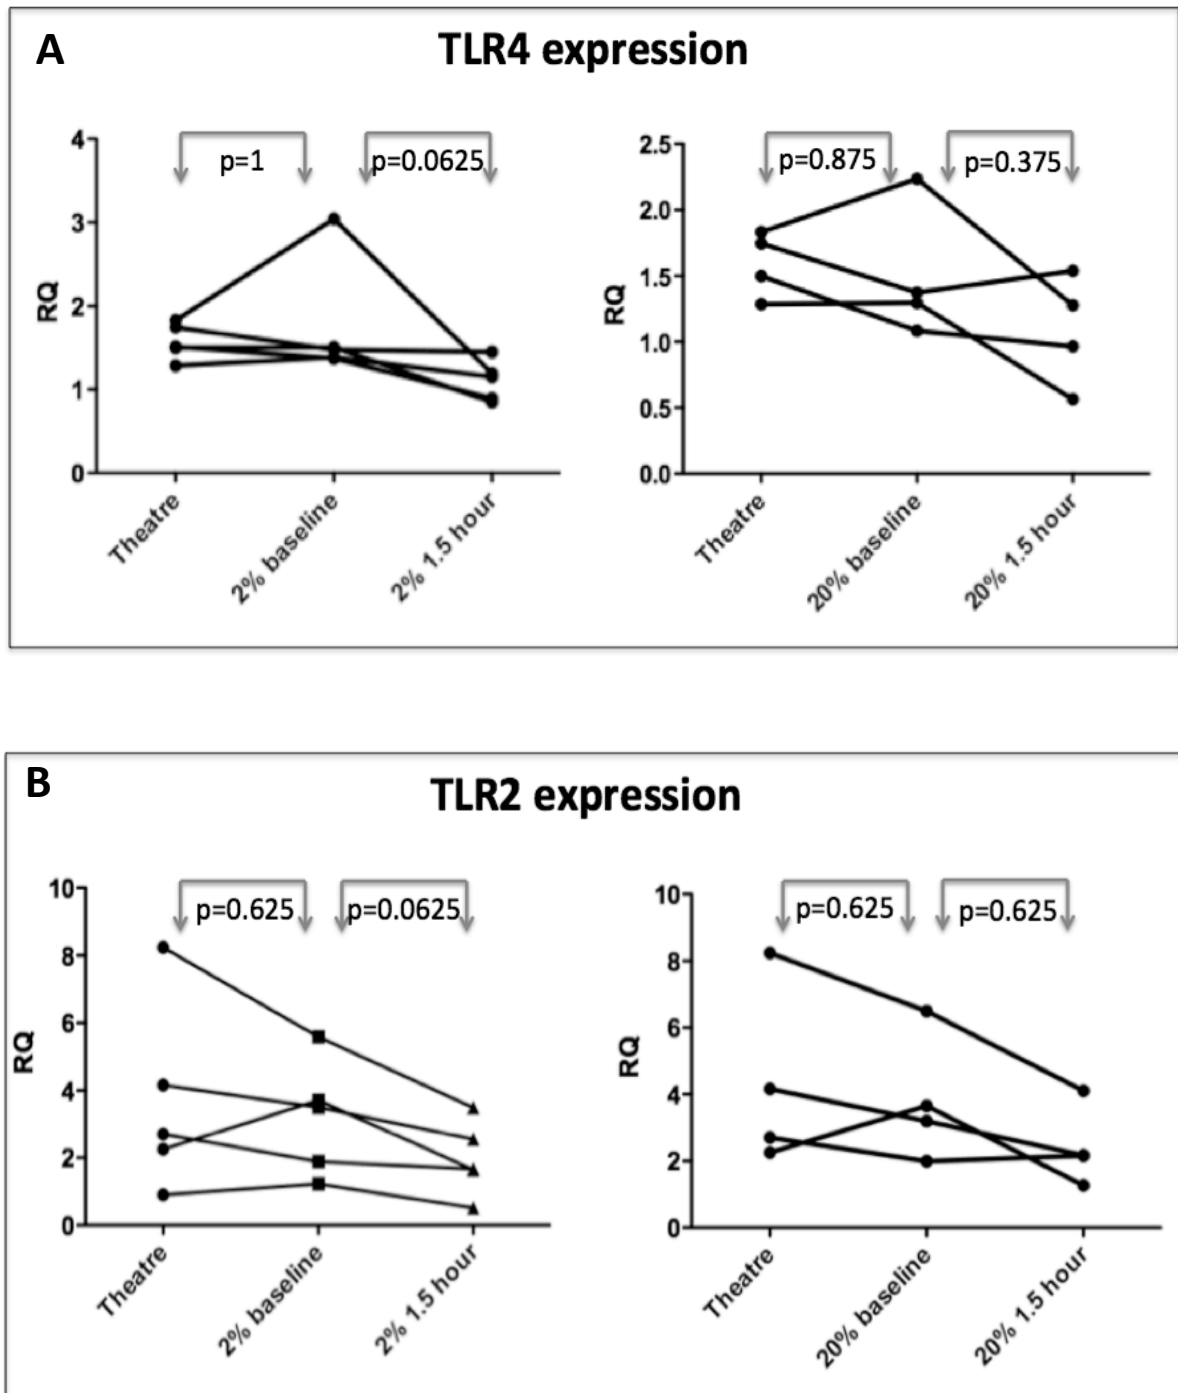 A
TLR4 expression
p=1
p=0.0625
RQ
4
3
2
1
0
Theatre
2% baseline
2% 1.5 hour
p=0.875
p=0.375
RQ
2.5
2.0
1.5
1.0
0.5
0.0
Theatre
20% baseline
20% 1.5 hour
B
TLR2 expression
p=0.625
p=0.0625
RQ
10
8
6
4
2
0
Theatre
2% baseline
2% 1.5 hour
p=0.625
p=0.625
RQ
10
8
6
4
2
0
Theatre
20% baseline
20% 1.5 hour